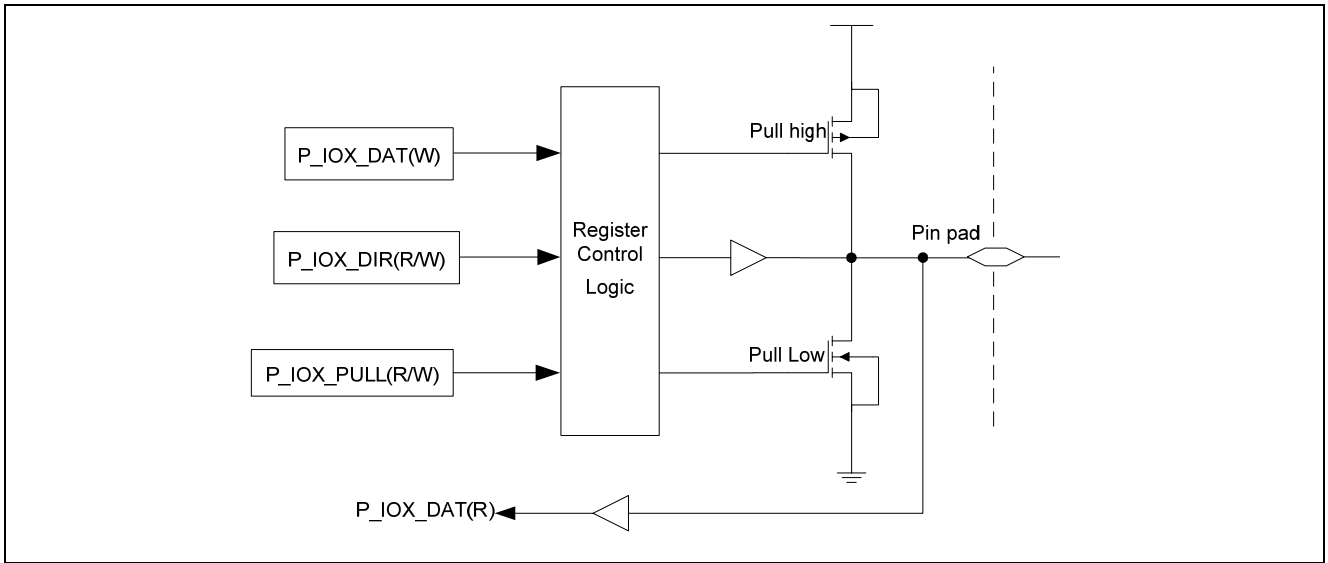 Pull high
P_IOX_DAT(W)
Register
Control
Logic
Pin pad
P_IOX_DIR(R/W)
Pull Low
P_IOX_PULL(R/W)
P_IOX_DAT(R)